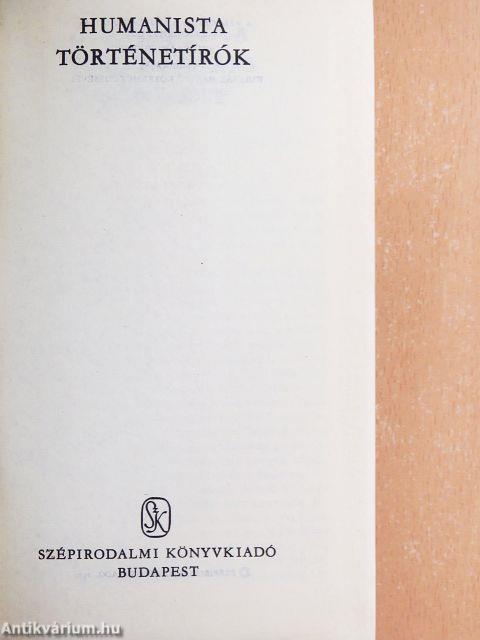 HUMANISTA
TÖRTÉNETÍRÓK
SzK
SZÉPIRODALMI KÖNYVKIADÓ
BUDAPEST
Antikvárium.hu